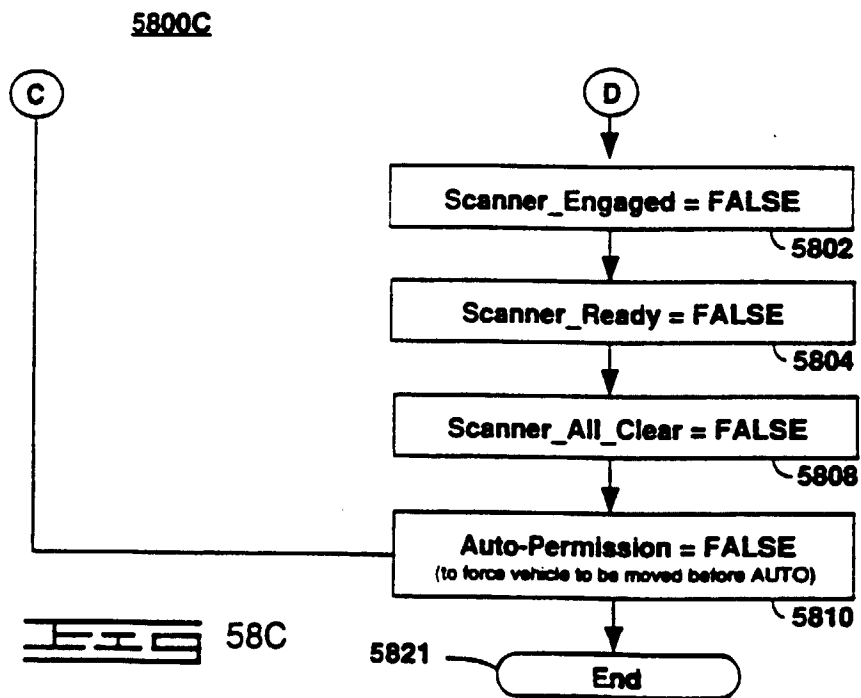 5800C
C
D
Scanner_Engaged = FALSE
5802
Scanner_Ready = FALSE
5804
Scanner_All_Clear = FALSE
5808
Auto-Permission = FALSE
(to force vehicle to be moved before AUTO)
5810
58C
5821
End